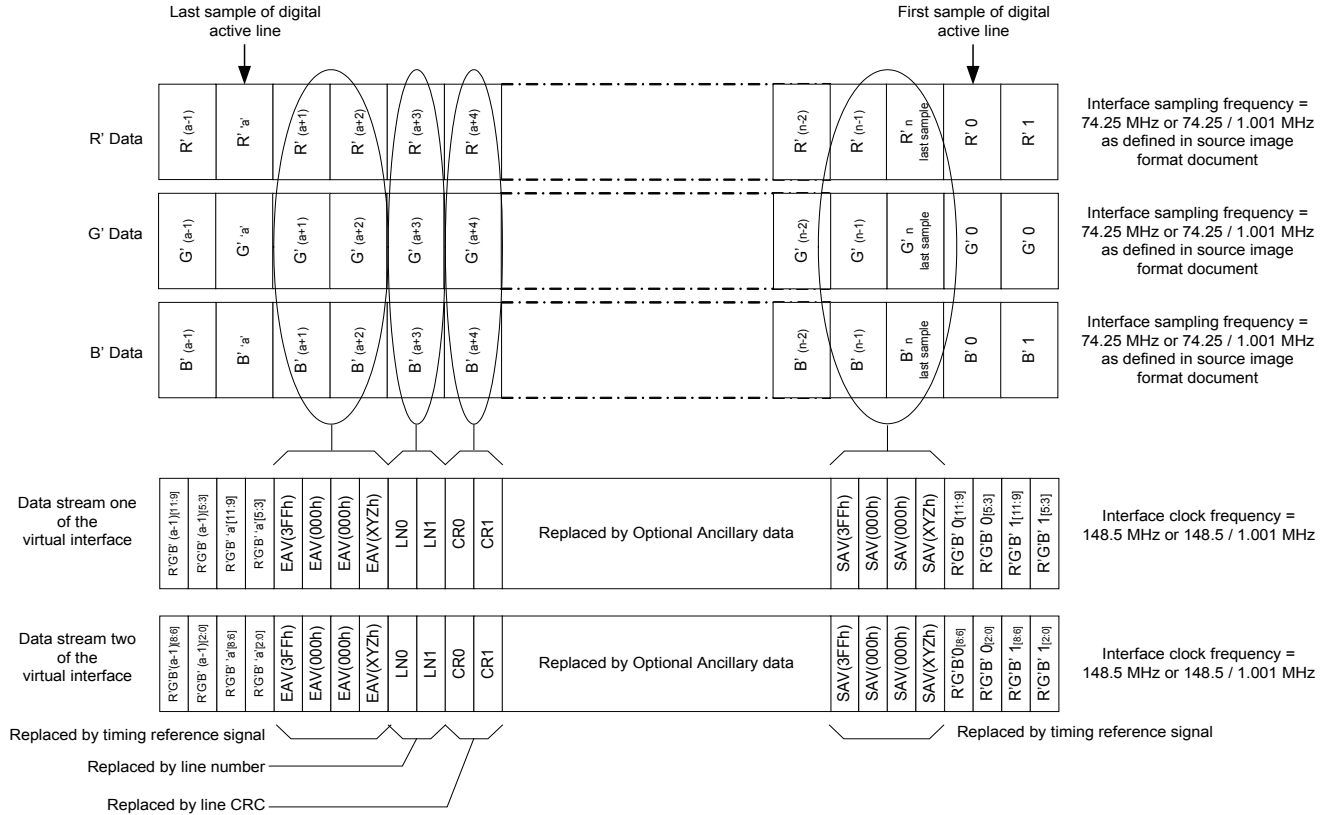 Last sample of digital
active line
First sample of digital
active line
R' Data
R' (a-1)
R' 'a'
R' (a+1)
R' (a+2)
R' (a+3)
R' (a+4)
R' (n-2)
R' (n-1)
R' n
last sample
R' 0
R' 1
Interface sampling frequency =
74.25 MHz or 74.25 / 1.001 MHz
as defined in source image
format document
G' Data
G' (a-1)
G' 'a'
G' (a+1)
G' (a+2)
G' (a+3)
G' (a+4)
G' (n-2)
G' (n-1)
G' n
last sample
G' 0
G' 0
Interface sampling frequency =
74.25 MHz or 74.25 / 1.001 MHz
as defined in source image
format document
B' Data
B' (a-1)
B' 'a'
B' (a+1)
B' (a+2)
B' (a+3)
B' (a+4)
B' (n-2)
B' (n-1)
B' n
last sample
B' 0
B' 1
Interface sampling frequency =
74.25 MHz or 74.25 / 1.001 MHz
as defined in source image
format document
Data stream one
of the
virtual interface
R'G'B' (a-1)[11:9]
R'G'B' (a-1)[5:3]
R'G'B' 'a'[11:9]
R'G'B' 'a'[5:3]
EAV(3FFh)
EAV(000h)
EAV(000h)
EAV(XYZh)
LN0
LN1
CR0
CR1
Replaced by Optional Ancillary data
SAV(3FFh)
SAV(000h)
SAV(000h)
SAV(XYZh)
R'G'B' 0[11:9]
R'G'B' 0[5:3]
R'G'B' 1[11:9]
R'G'B' 1[5:3]
Interface clock frequency =
148.5 MHz or 148.5 / 1.001 MHz
Data stream two
of the
virtual interface
R'G'B'(a-1)[8:6]
R'G'B' (a-1)[2:0]
R'G'B' 'a'[8:6]
R'G'B' 'a'[2:0]
EAV(3FFh)
EAV(000h)
EAV(000h)
EAV(XYZh)
LN0
LN1
CR0
CR1
Replaced by Optional Ancillary data
SAV(3FFh)
SAV(000h)
SAV(000h)
SAV(XYZh)
R'G'B'0[8:6]
R'G'B' 0[2:0]
R'G'B' 1[8:6]
R'G'B' 1[2:0]
Interface clock frequency =
148.5 MHz or 148.5 / 1.001 MHz
Replaced by timing reference signal
Replaced by timing reference signal
Replaced by line number
Replaced by line CRC